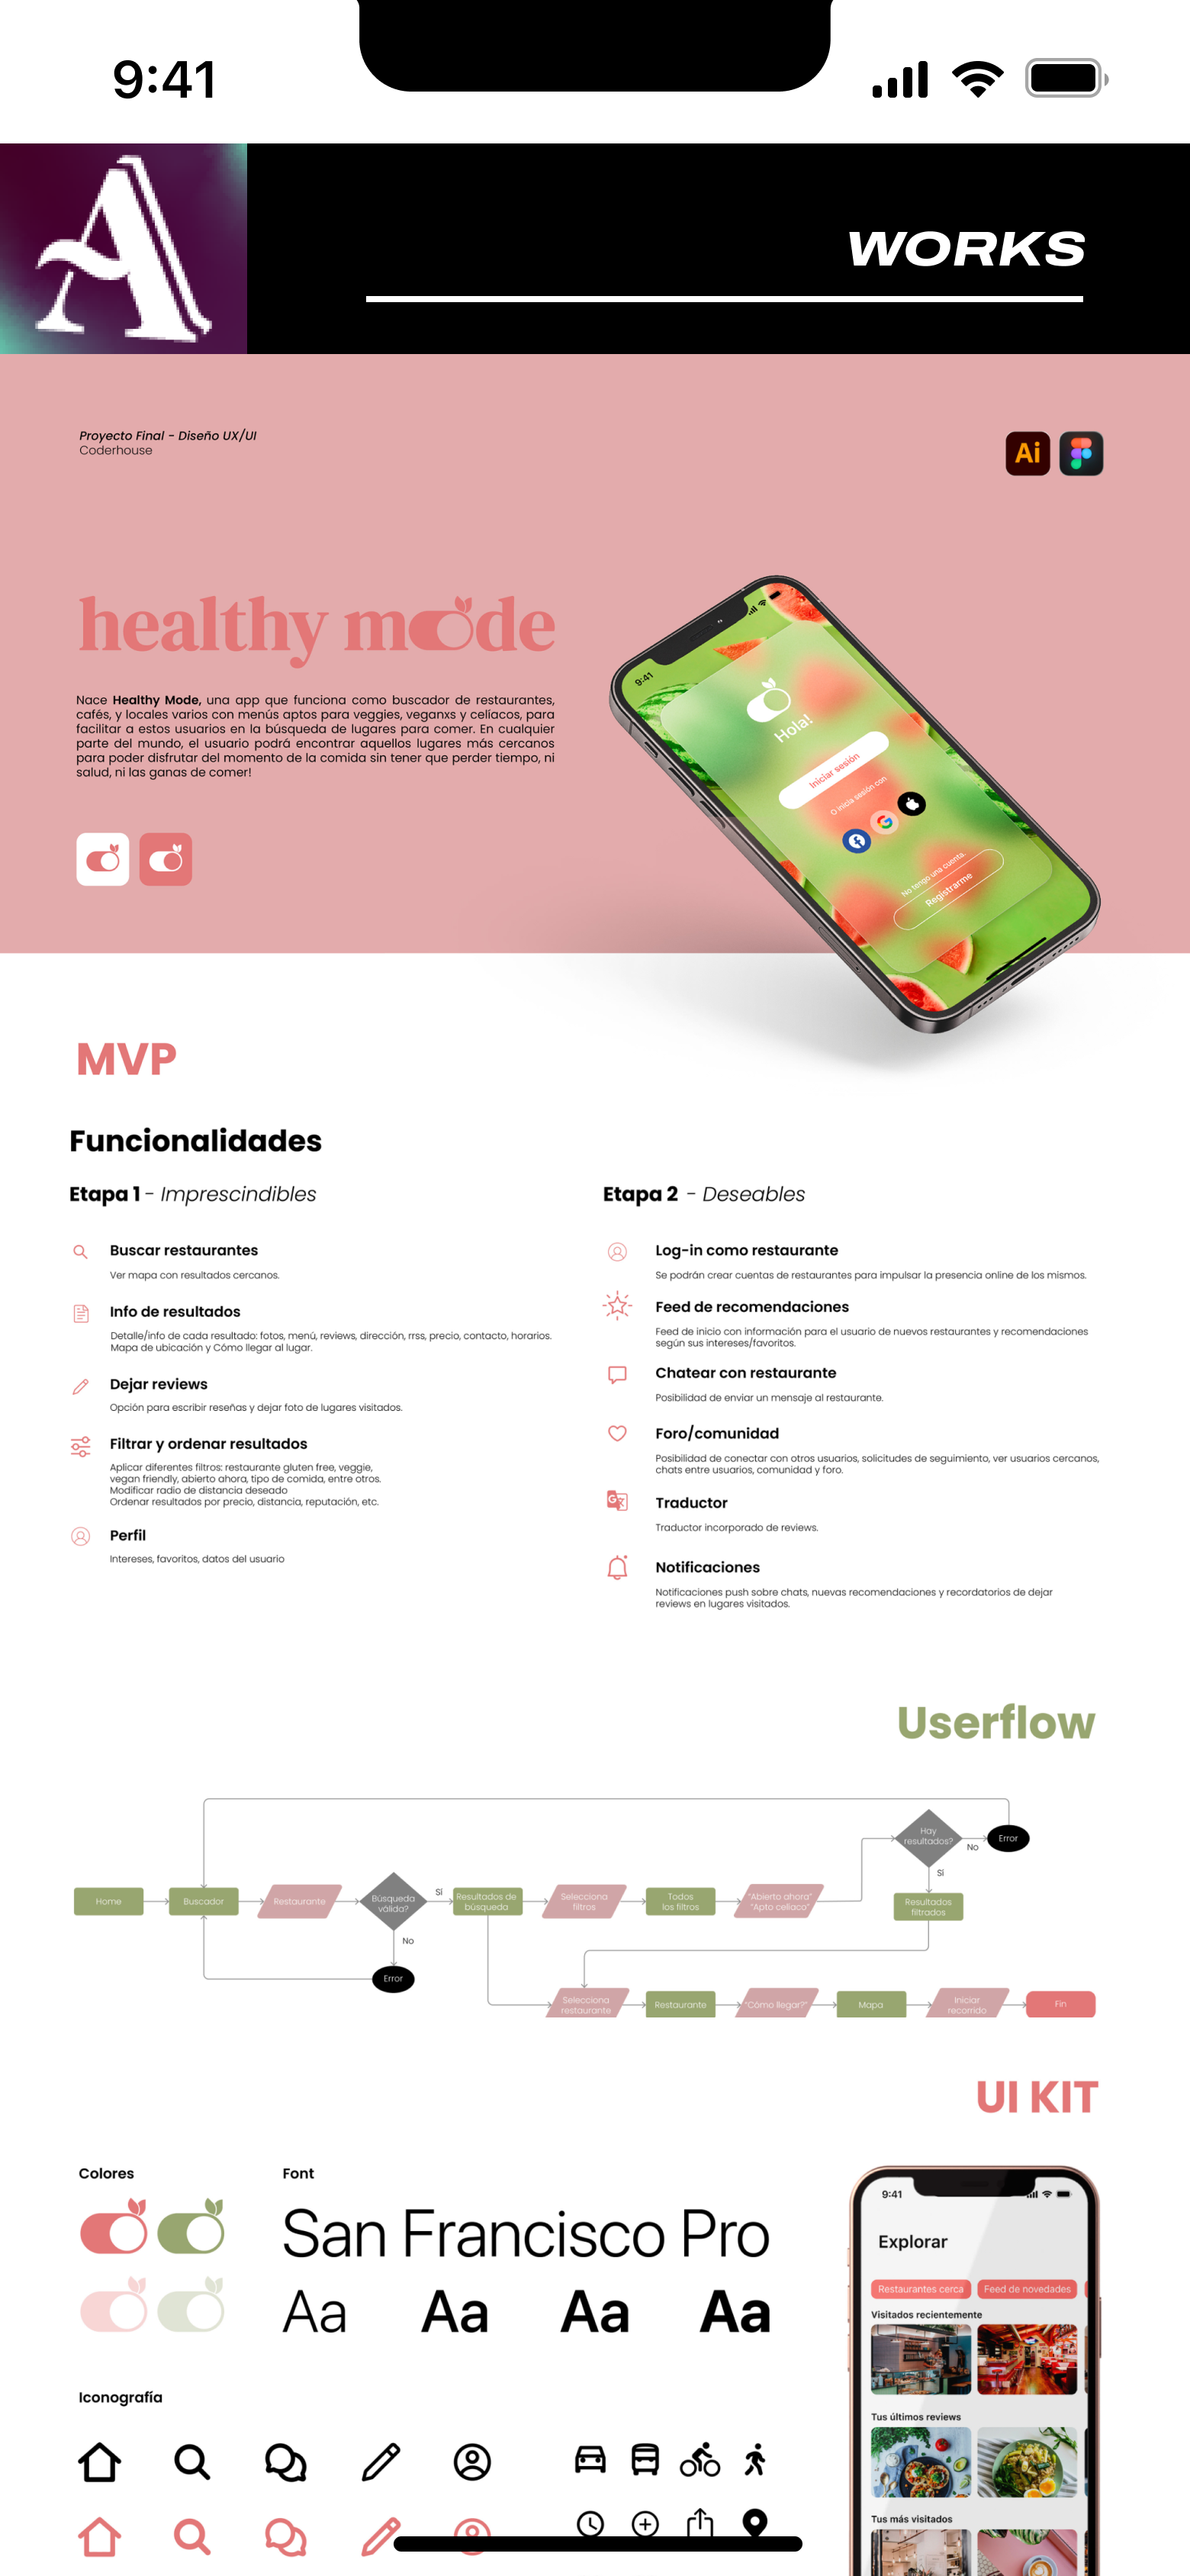 9:41
A
WORKS
Proyecto Final - Diseño UX/UI
Coderhouse
Ai
healthy mode
Nace Healthy Mode, una app que funciona como buscador de restaurantes,
cafés, y locales varios con menús aptos para veggies, veganxs y celíacos, para
facilitar a estos usuarios en la búsqueda de lugares para comer. En cualquier
parte del mundo, el usuario podrá encontrar aquellos lugares más cercanos
para poder disfrutar del momento de la comida sin tener que perder tiempo, ni
salud, ni las ganas de comer!
9:41
Hola!
Iniciar sesión
O inicia sesión con
No tengo una cuenta.
Registrarme
MVP
Funcionalidades
Etapa 1 - Imprescindibles
Buscar restaurantes
Ver mapa con resultados cercanos.
Info de resultados
Detalle/info de cada resultado: fotos, menú, reviews, dirección, rrss, precio, contacto, horarios.
Mapa de ubicación y Cómo llegar al lugar.
Dejar reviews
Opción para escribir reseñas y dejar foto de lugares visitados.
Filtrar y ordenar resultados
Aplicar diferentes filtros: restaurante gluten free, veggie,
vegan friendly, abierto ahora, tipo de comida, entre otros.
Modificar radio de distancia deseado
Ordenar resultados por precio, distancia, reputación, etc.
Perfil
Intereses, favoritos, datos del usuario
Etapa 2 - Deseables
Log-in como restaurante
Se podrán crear cuentas de restaurantes para impulsar la presencia online de los mismos.
Feed de recomendaciones
Feed de inicio con información para el usuario de nuevos restaurantes y recomendaciones
según sus intereses/favoritos.
Chatear con restaurante
Posibilidad de enviar un mensaje al restaurante.
Foro/comunidad
Posibilidad de conectar con otros usuarios, solicitudes de seguimiento, ver usuarios cercanos,
chats entre usuarios, comunidad y foro.
Traductor
Traductor incorporado de reviews.
Notificaciones
Notificaciones push sobre chats, nuevas recomendaciones y recordatorios de dejar
reviews en lugares visitados.
Userflow
Home
Buscador
Restaurante
Búsqueda
válida?
Sí
No
Error
Resultados de
búsqueda
Selecciona
filtros
Todos
los filtros
"Abierto ahora"
"Apto celíaco"
Hay
resultados?
No
Error
Sí
Resultados
filtrados
Selecciona
restaurante
Restaurante
"Cómo llegar?"
Mapa
Iniciar
recorrido
Fin
UI KIT
Colores
Font
San Francisco Pro
Aa Aa Aa Aa
Iconografía
9:41
Explorar
Restaurantes cerca
Feed de novedades
Visitados recientemente
Tus últimos reviews
Tus más visitados